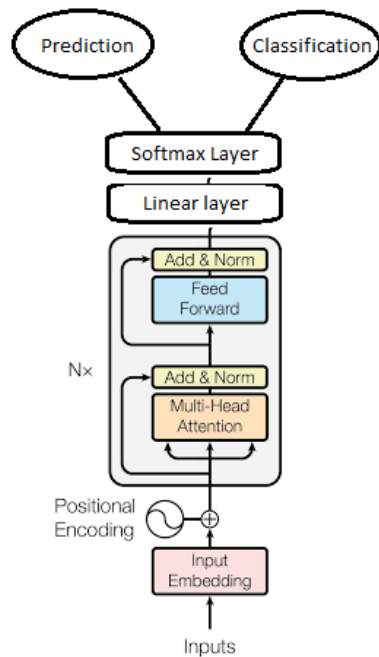 Prediction
Classification
Softmax Layer
Linear layer
Add & Norm
Feed
Forward
N×
Add & Norm
Multi-Head
Attention
Positional
Encoding
Input
Embedding
Inputs